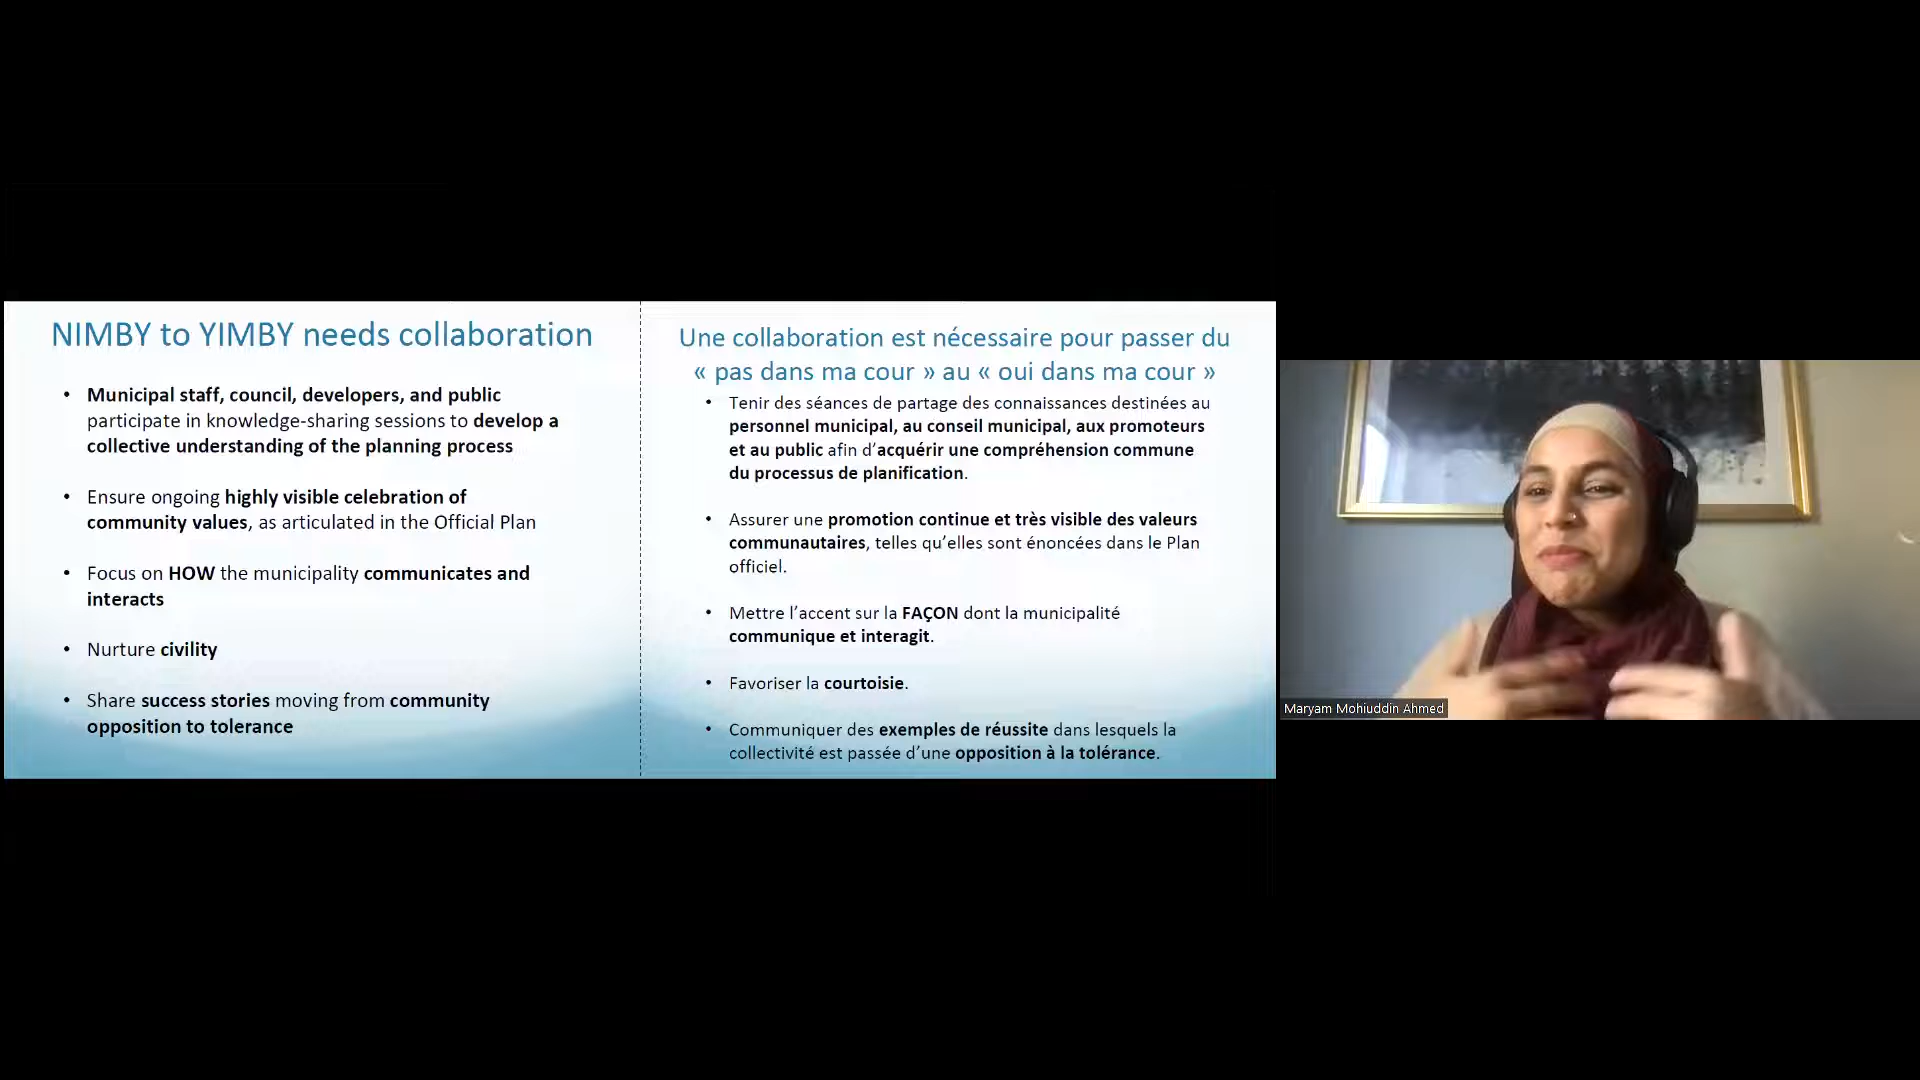 NIMBY to YIMBY needs collaboration
• Municipal staff, council, developers, and public
participate in knowledge-sharing sessions to develop a
collective understanding of the planning process
• Ensure ongoing highly visible celebration of
community values, as articulated in the Official Plan
• Focus on HOW the municipality communicates and
interacts
• Nurture civility
• Share success stories moving from community
opposition to tolerance
Une collaboration est nécessaire pour passer du
« pas dans ma cour » au « oui dans ma cour »
• Tenir des séances de partage des connaissances destinées au
personnel municipal, au conseil municipal, aux promoteurs
et au public afin d’acquérir une compréhension commune
du processus de planification.
• Assurer une promotion continue et très visible des valeurs
communautaires, telles qu’elles sont énoncées dans le Plan
officiel.
• Mettre l’accent sur la FAÇON dont la municipalité
communique et interagit.
• Favoriser la courtoisie.
• Communiquer des exemples de réussite dans lesquels la
collectivité est passée d’une opposition à la tolérance.
Maryam Mohiuddin Ahmed